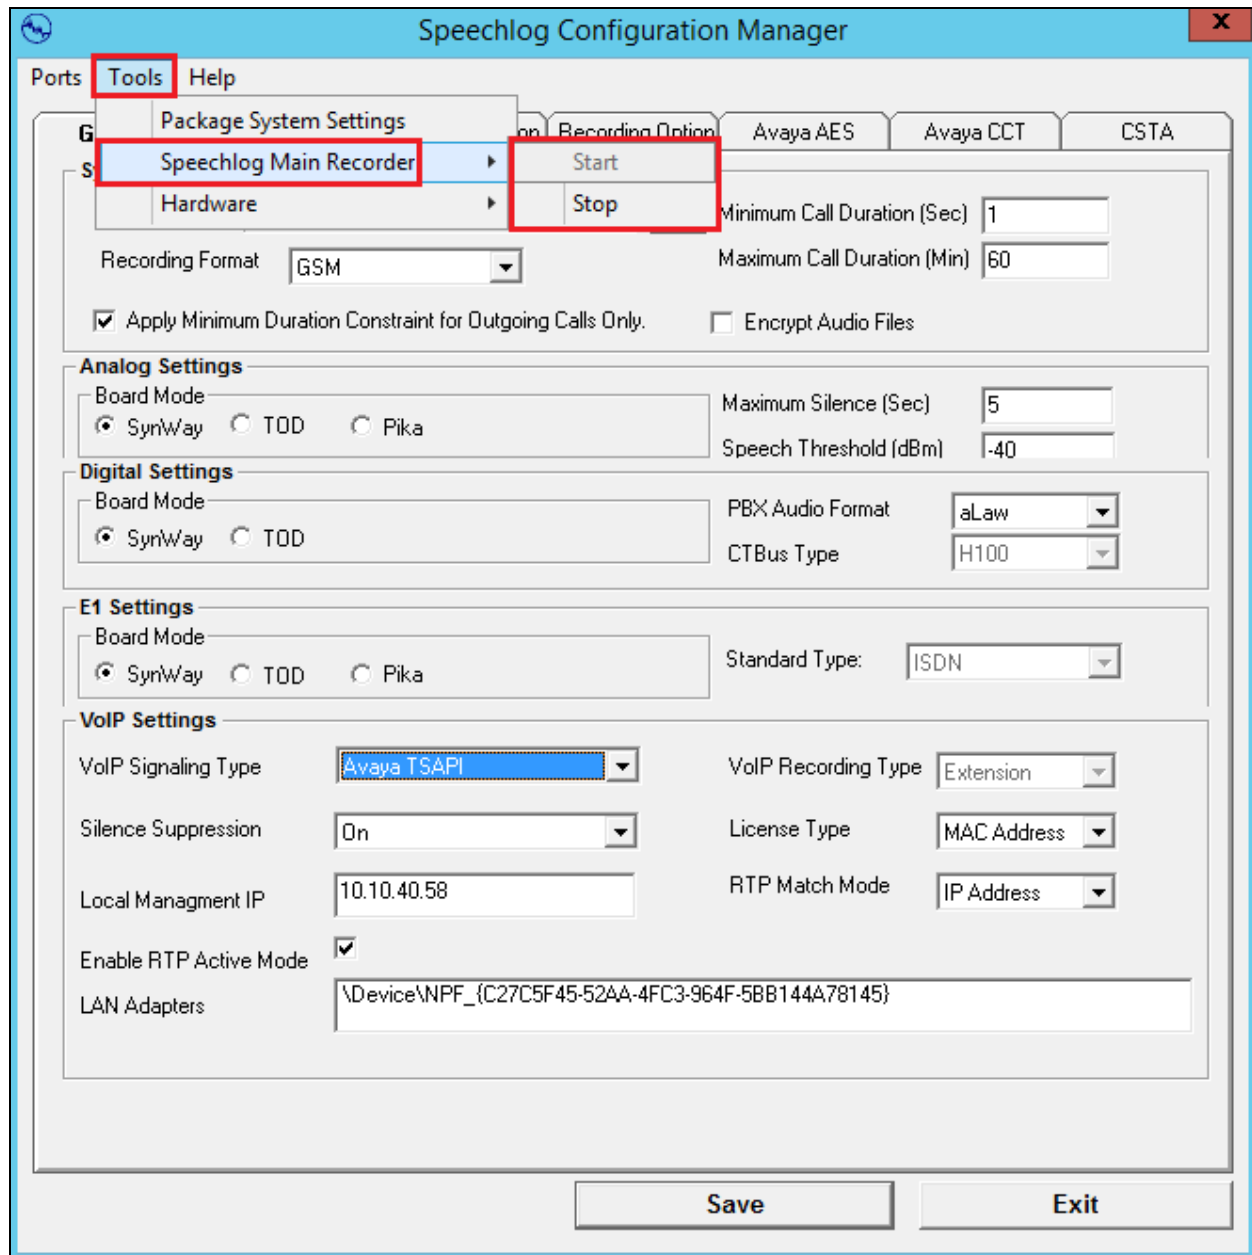 Speechlog Configuration Manager
x
Ports Tools Help
Package System Settings
Speechlog Main Recorder
Hardware
Start
Stop
G
on
Recording Option
Avaya AES
Avaya CCT
CSTA
Minimum Call Duration (Sec) 1
Recording Format GSM
Maximum Call Duration (Min) 60
Apply Minimum Duration Constraint for Outgoing Calls Only.
Encrypt Audio Files
Analog Settings
Board Mode
SynWay TOD Pika
Maximum Silence (Sec) 5
Speech Threshold (dBm) -40
Digital Settings
Board Mode
SynWay TOD
PBX Audio Format aLaw
CTBus Type H100
E1 Settings
Board Mode
SynWay TOD Pika
Standard Type: ISDN
VoIP Settings
VoIP Signaling Type Avaya TSAPI
VoIP Recording Type Extension
Silence Suppression On
License Type MAC Address
Local Managment IP 10.10.40.58
RTP Match Mode IP Address
Enable RTP Active Mode
LAN Adapters \Device\NPF_{C27C5F45-52AA-4FC3-964F-5BB144A78145}
Save
Exit